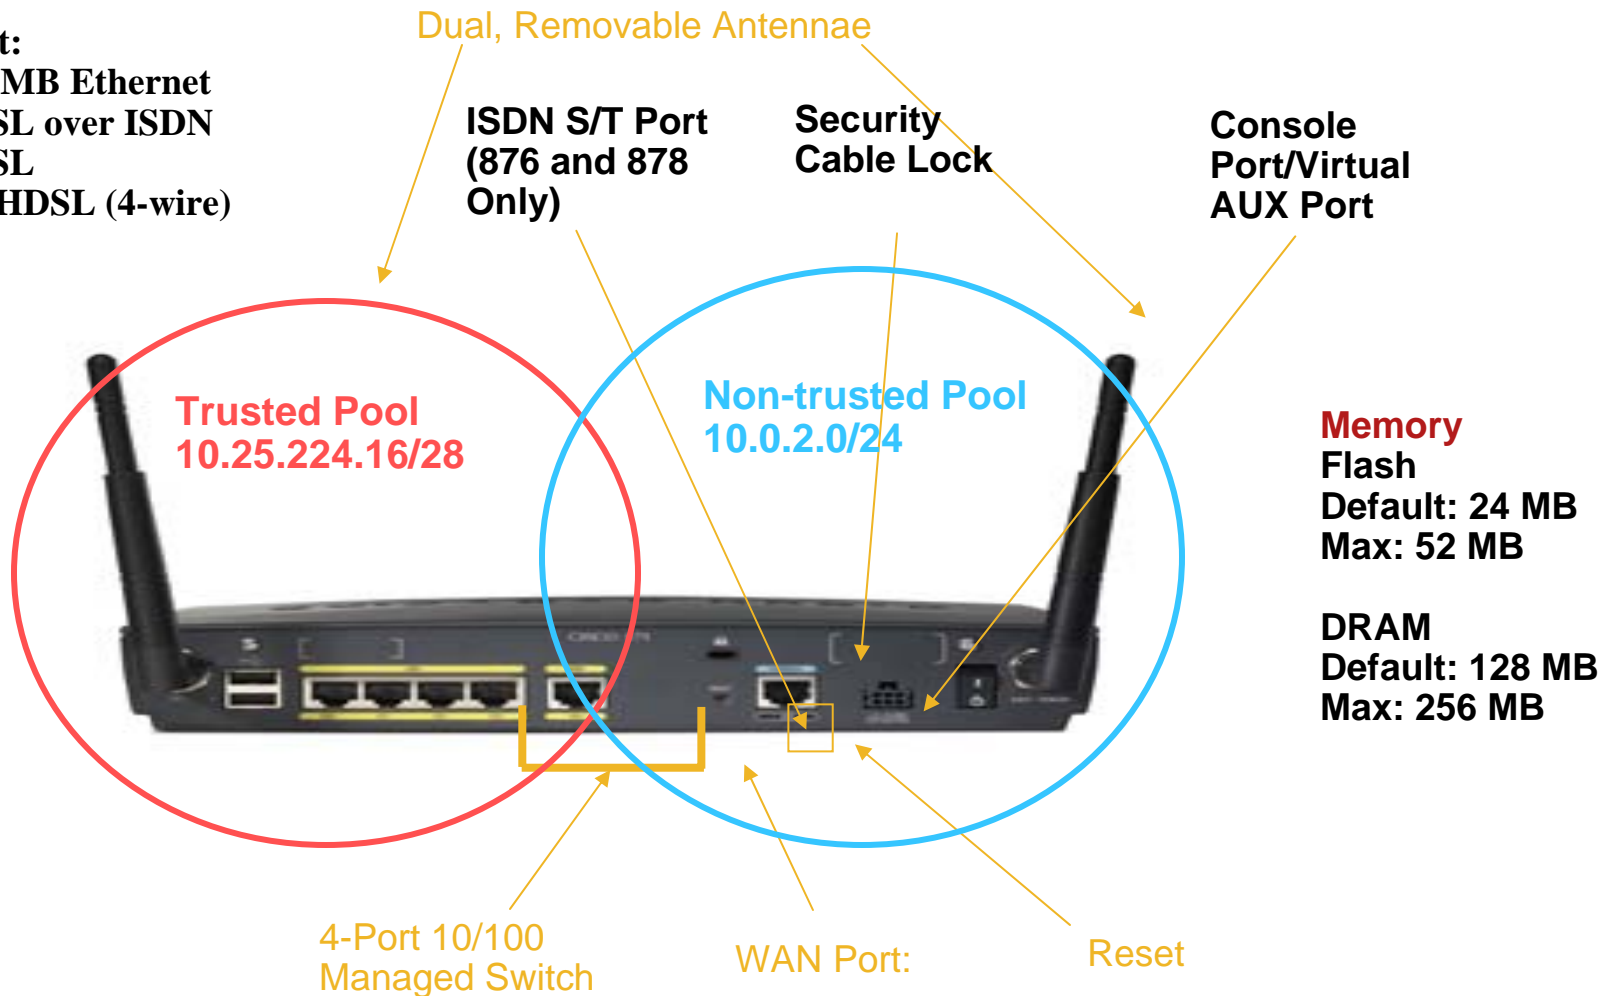 Dual, Removable Antennae
t:
MB Ethernet
SL over ISDN
SL
HDSL (4-wire)
ISDN S/T Port
(876 and 878
Only)
Security
Cable Lock
Console
Port/Virtual
AUX Port
Trusted Pool
10.25.224.16/28
Non-trusted Pool
10.0.2.0/24
Memory
Flash
Default: 24 MB
Max: 52 MB
DRAM
Default: 128 MB
Max: 256 MB
4-Port 10/100
Managed Switch
WAN Port:
Reset